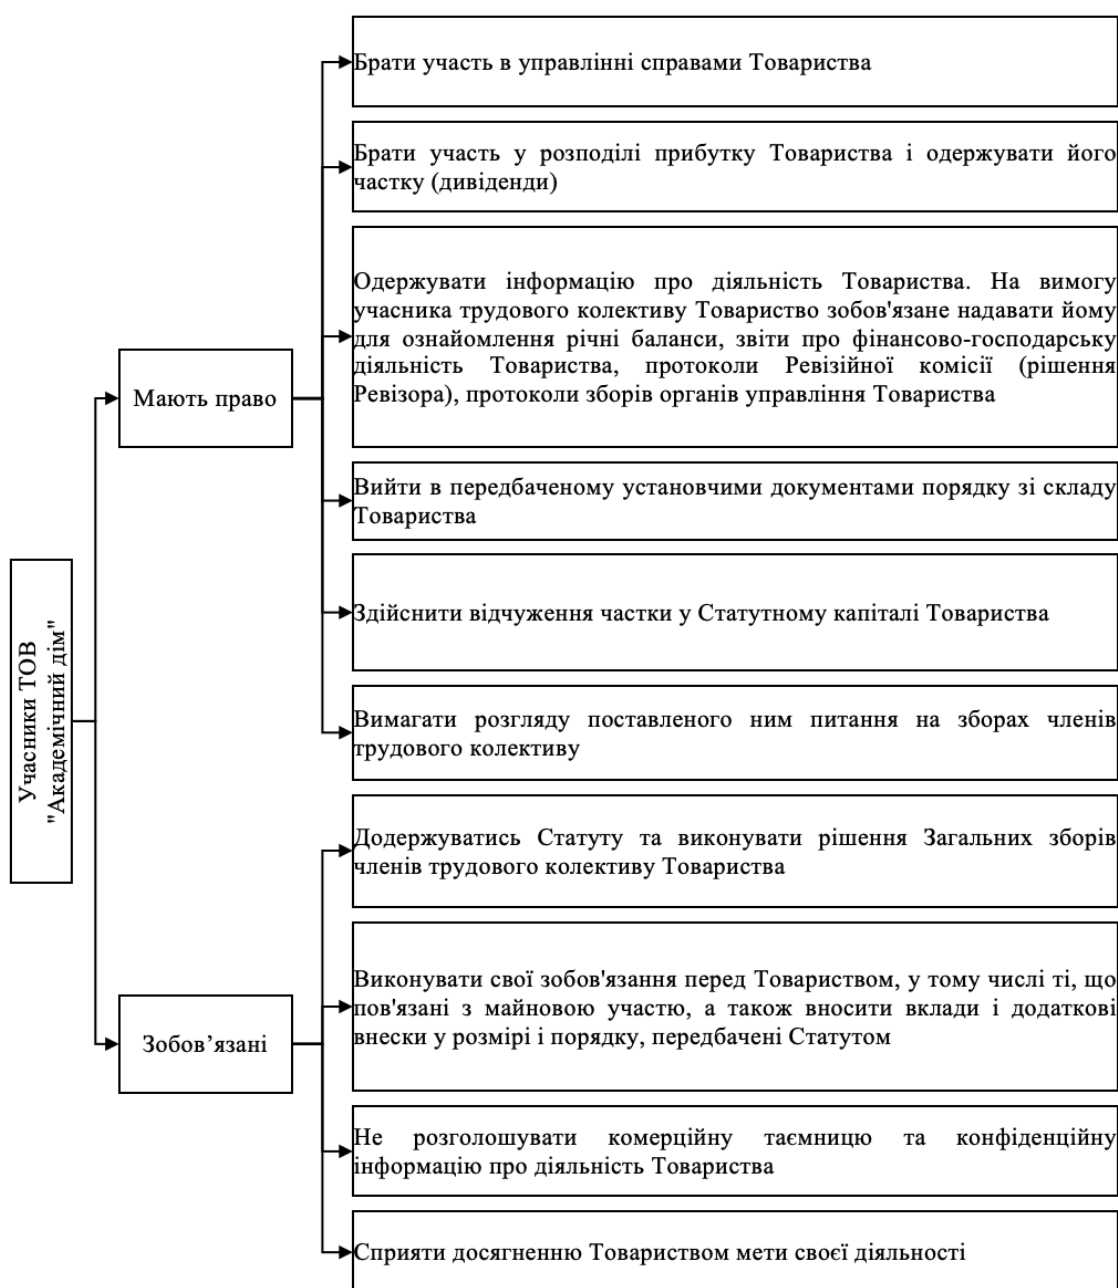 Брати участь в управлінні справами Товариства
Брати участь у розподілі прибутку Товариства і одержувати його
частку (дивіденди)
Одержувати інформацію про діяльність Товариства. На вимогу
учасника трудового колективу Товариство зобов'язане надавати йому
для ознайомлення річні баланси, звіти про фінансово-господарську
діяльність Товариства, протоколи Ревізійної комісії (рішення
Ревізора), протоколи зборів органів управління Товариства
Мають право
Вийти в передбаченому установчими документами порядку зі складу
Товариства
Здійснити відчуження частки у Статутному капіталі Товариства
Вимагати розгляду поставленого ним питання на зборах членів
трудового колективу
Учасники ТОВ
"Академічний дім"
Додержуватись Статуту та виконувати рішення Загальних зборів
членів трудового колективу Товариства
Виконувати свої зобов'язання перед Товариством, у тому числі ті, що
пов'язані з майновою участю, а також вносити вклади і додаткові
внески у розмірі і порядку, передбачені Статутом
Зобов’язані
Не розголошувати комерційну таємницю та конфіденційну
інформацію про діяльність Товариства
Сприяти досягненню Товариством мети своєї діяльності